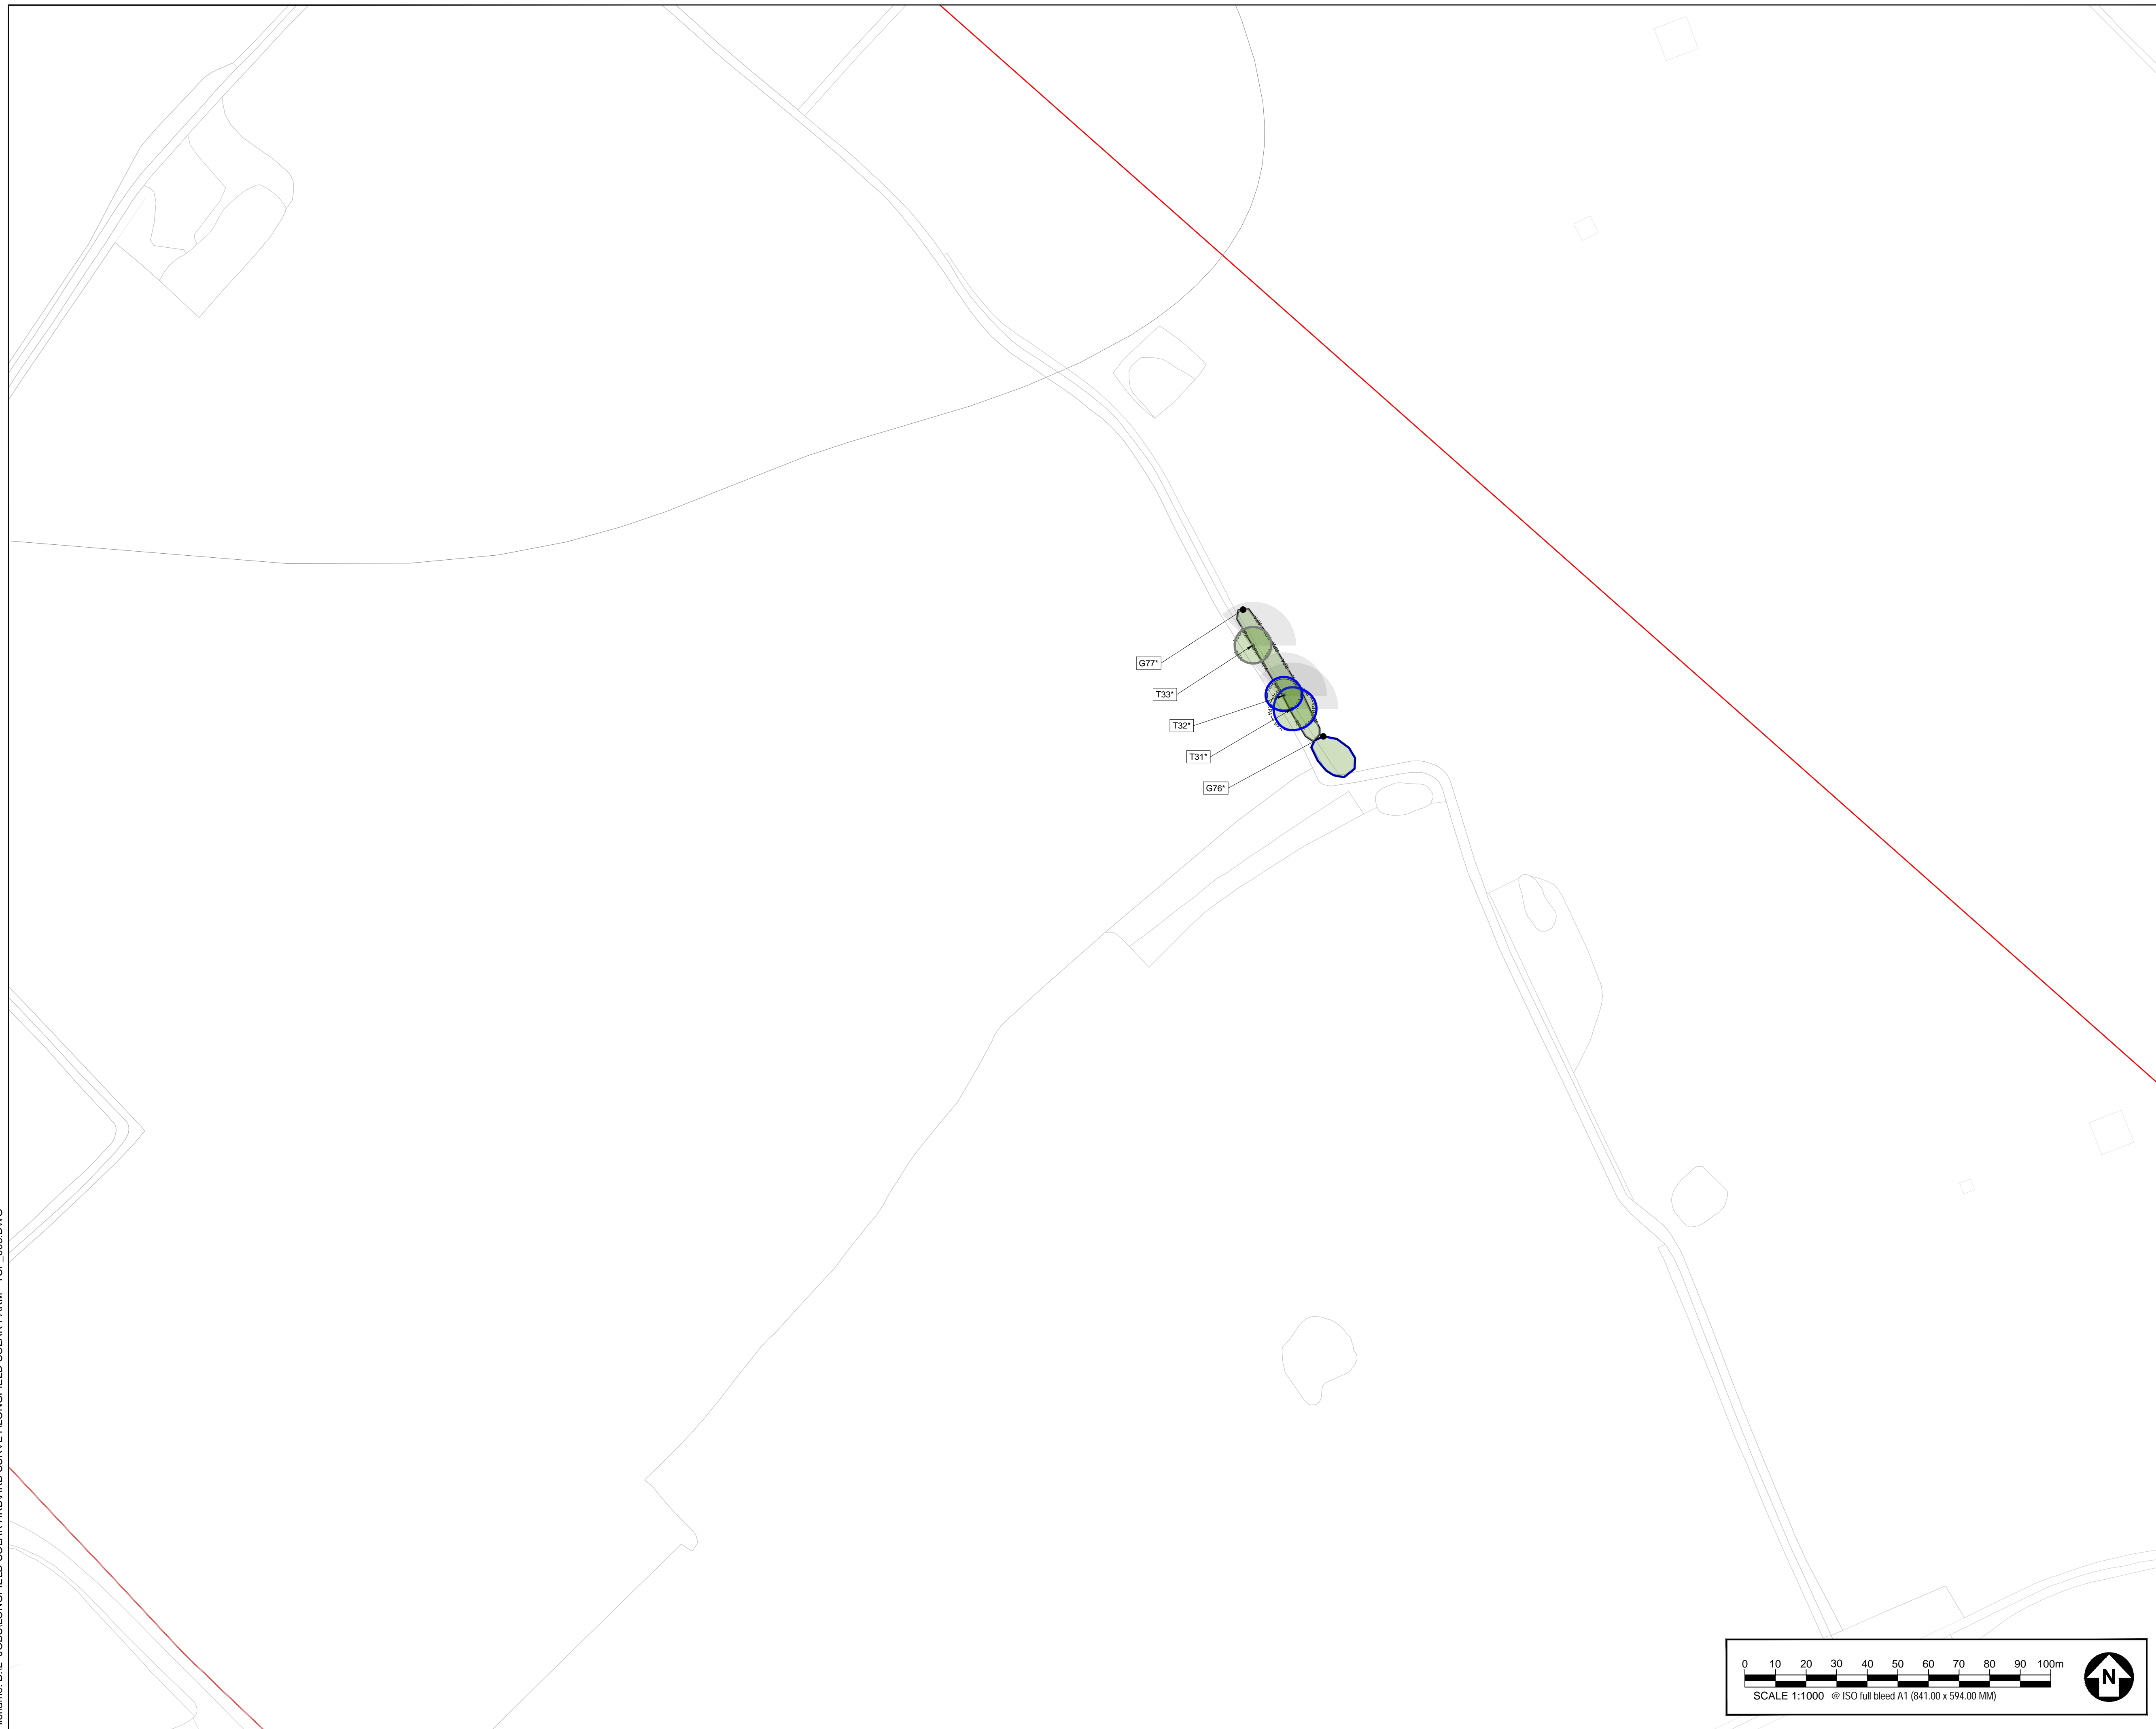 G77*
T33*
T32*
T31*
G76*
0 10 20 30 40 50 60 70 80 90 100m
SCALE 1:1000 @ ISO full bleed A1 (841.00 x 594.00 MM)
N